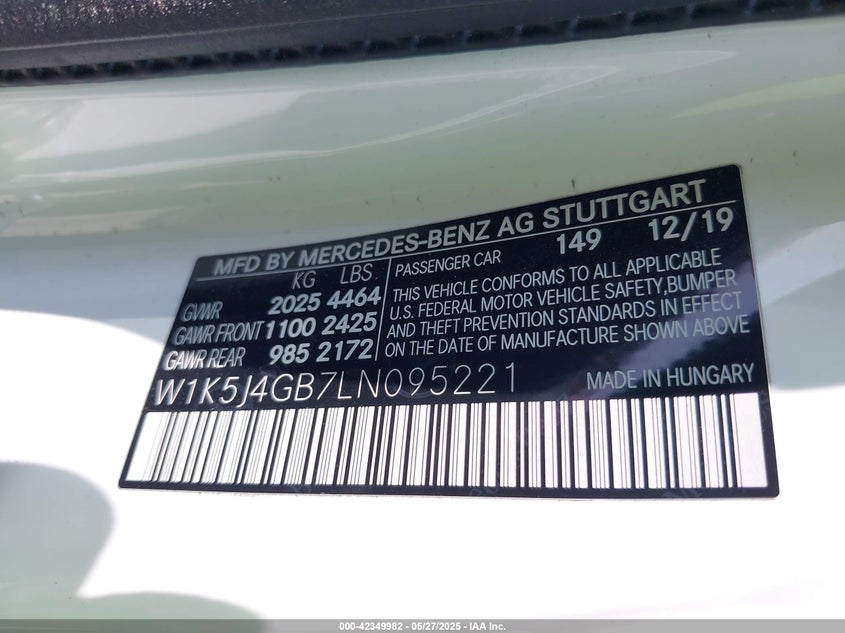 MFD BY MERCEDES-BENZ AG STUTTGART
KG LBS.
GVWR 2025 4464
GAWR FRONT 1100 2425
GAWR REAR 985 2172
PASSENGER CAR 149 12/19
THIS VEHICLE CONFORMS TO ALL APPLICABLE
U.S. FEDERAL MOTOR VEHICLE SAFETY,BUMPER
AND THEFT PREVENTION STANDARDS IN EFFECT
ON THE DATE OF MANUFACTURE SHOWN ABOVE
W1K5J4GB7LN095221 MADE IN HUNGARY
000-42349982 — 05/27/2025 — IAA Inc.